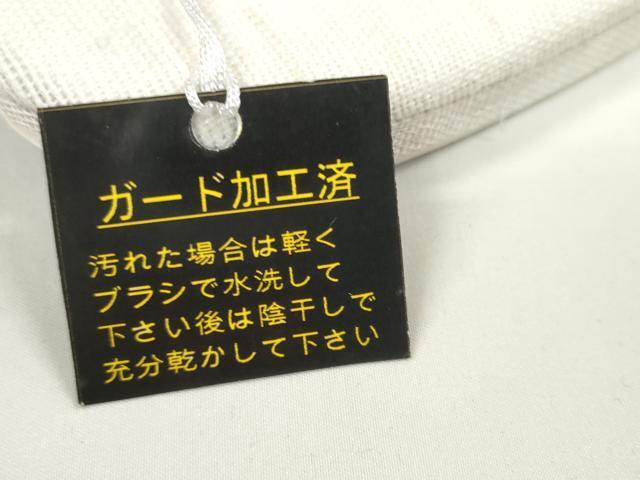 ガード加工済
汚れた場合は軽く
ブラシで水洗して
下さい後は陰干しで
充分乾かして下さい